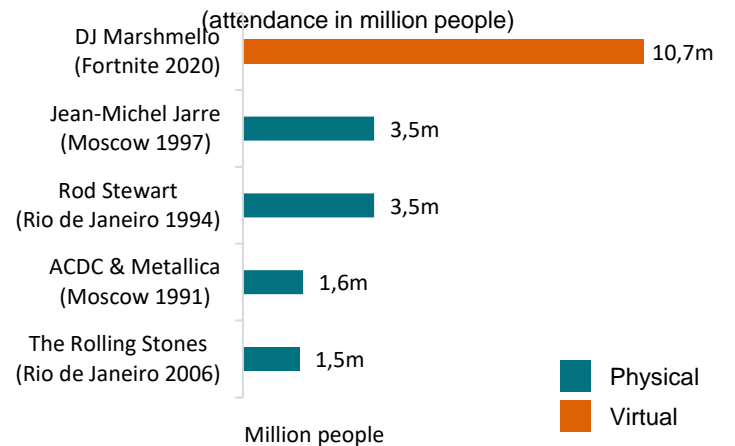 (attendance in million people)
DJ Marshmello
(Fortnite 2020)
10,7m
Jean-Michel Jarre
(Moscow 1997)
3,5m
Rod Stewart
(Rio de Janeiro 1994)
3,5m
ACDC & Metallica
(Moscow 1991)
1,6m
The Rolling Stones
(Rio de Janeiro 2006)
1,5m
Physical
Virtual
Million people